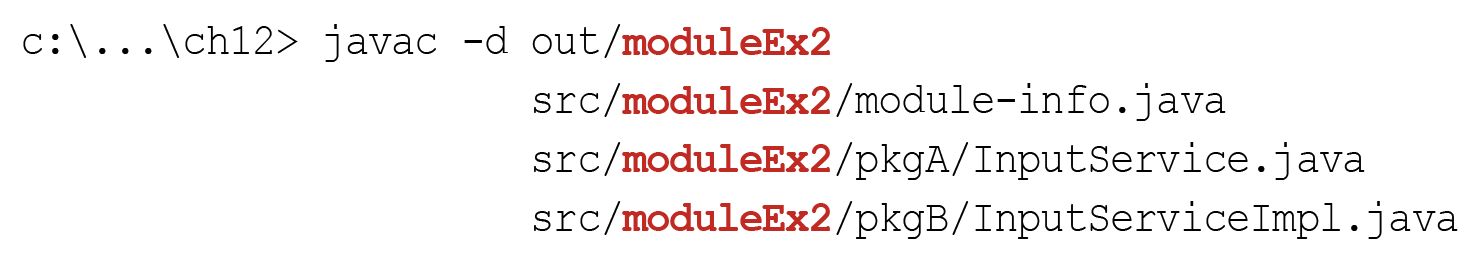 c:\...\ch12> javac -d out/moduleEx2
src/moduleEx2/module-info.java
src/moduleEx2/pkgA/InputService.java
src/moduleEx2/pkgB/InputServiceImpl.java